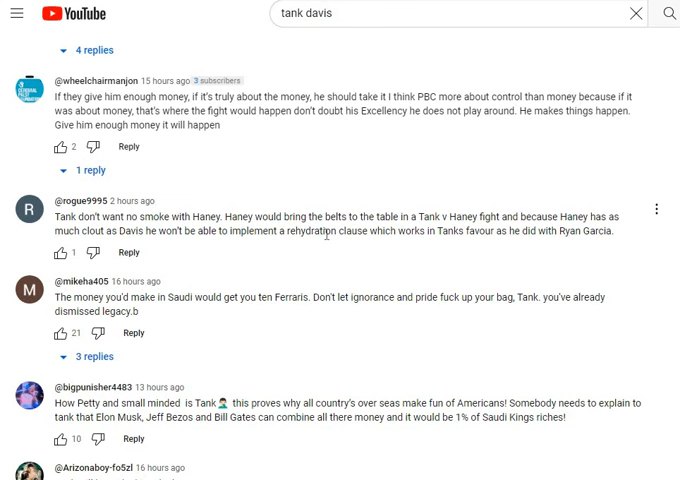 YouTube
tank davis
4 replies
@wheelchairmanjon 15 hours ago 3 subscribers
If they give him enough money, if it's truly about the money, he should take it I think PBC more about control than money because if it
was about money, that's where the fight would happen don't doubt his Excellency he does not play around. He makes things happen.
Give him enough money it will happen
2 Reply
1 reply
R
@rogue9995 2 hours ago
Tank don't want no smoke with Haney. Haney would bring the belts to the table in a Tank v Haney fight and because Haney has as
much clout as Davis he won't be able to implement a rehydration clause which works in Tanks favour as he did with Ryan Garcia.
1 Reply
M
@mikeha405 16 hours ago
The money you'd make in Saudi would get you ten Ferraris. Don't let ignorance and pride fuck up your bag, Tank. you've already
dismissed legacy.b
21 Reply
3 replies
@bigpunisher4483 13 hours ago
How Petty and small minded is Tank🤦🏻‍♂️ this proves why all country's over seas make fun of Americans! Somebody needs to explain to
tank that Elon Musk, Jeff Bezos and Bill Gates can combine all there money and it would be 1% of Saudi Kings riches!
10 Reply
@Arizonaboy-fo5zl 16 hours ago